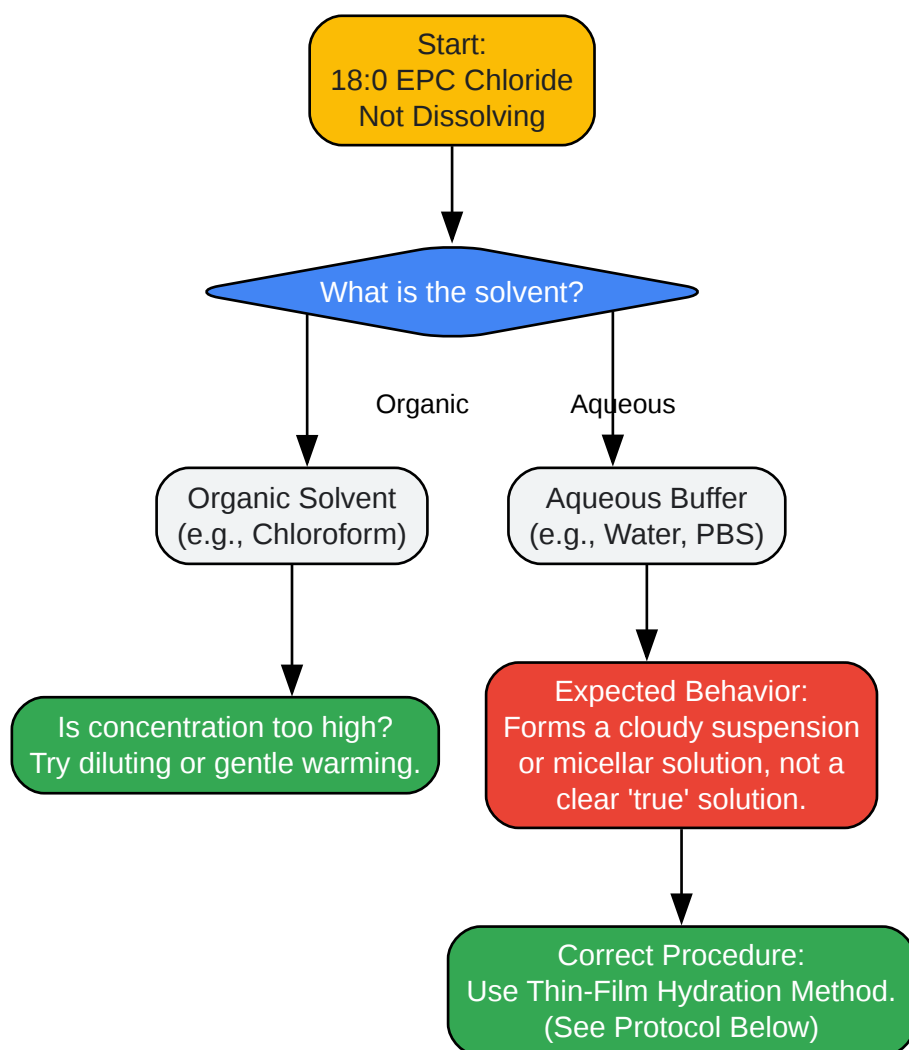 Start:
18:0 EPC Chloride
Not Dissolving
What is the solvent?
Organic
Aqueous
Organic Solvent
(e.g., Chloroform)
Aqueous Buffer
(e.g., Water, PBS)
Is concentration too high?
Try diluting or gentle warming.
Expected Behavior:
Forms a cloudy suspension
or micellar solution, not a
clear 'true' solution.
Correct Procedure:
Use Thin-Film Hydration Method.
(See Protocol Below)